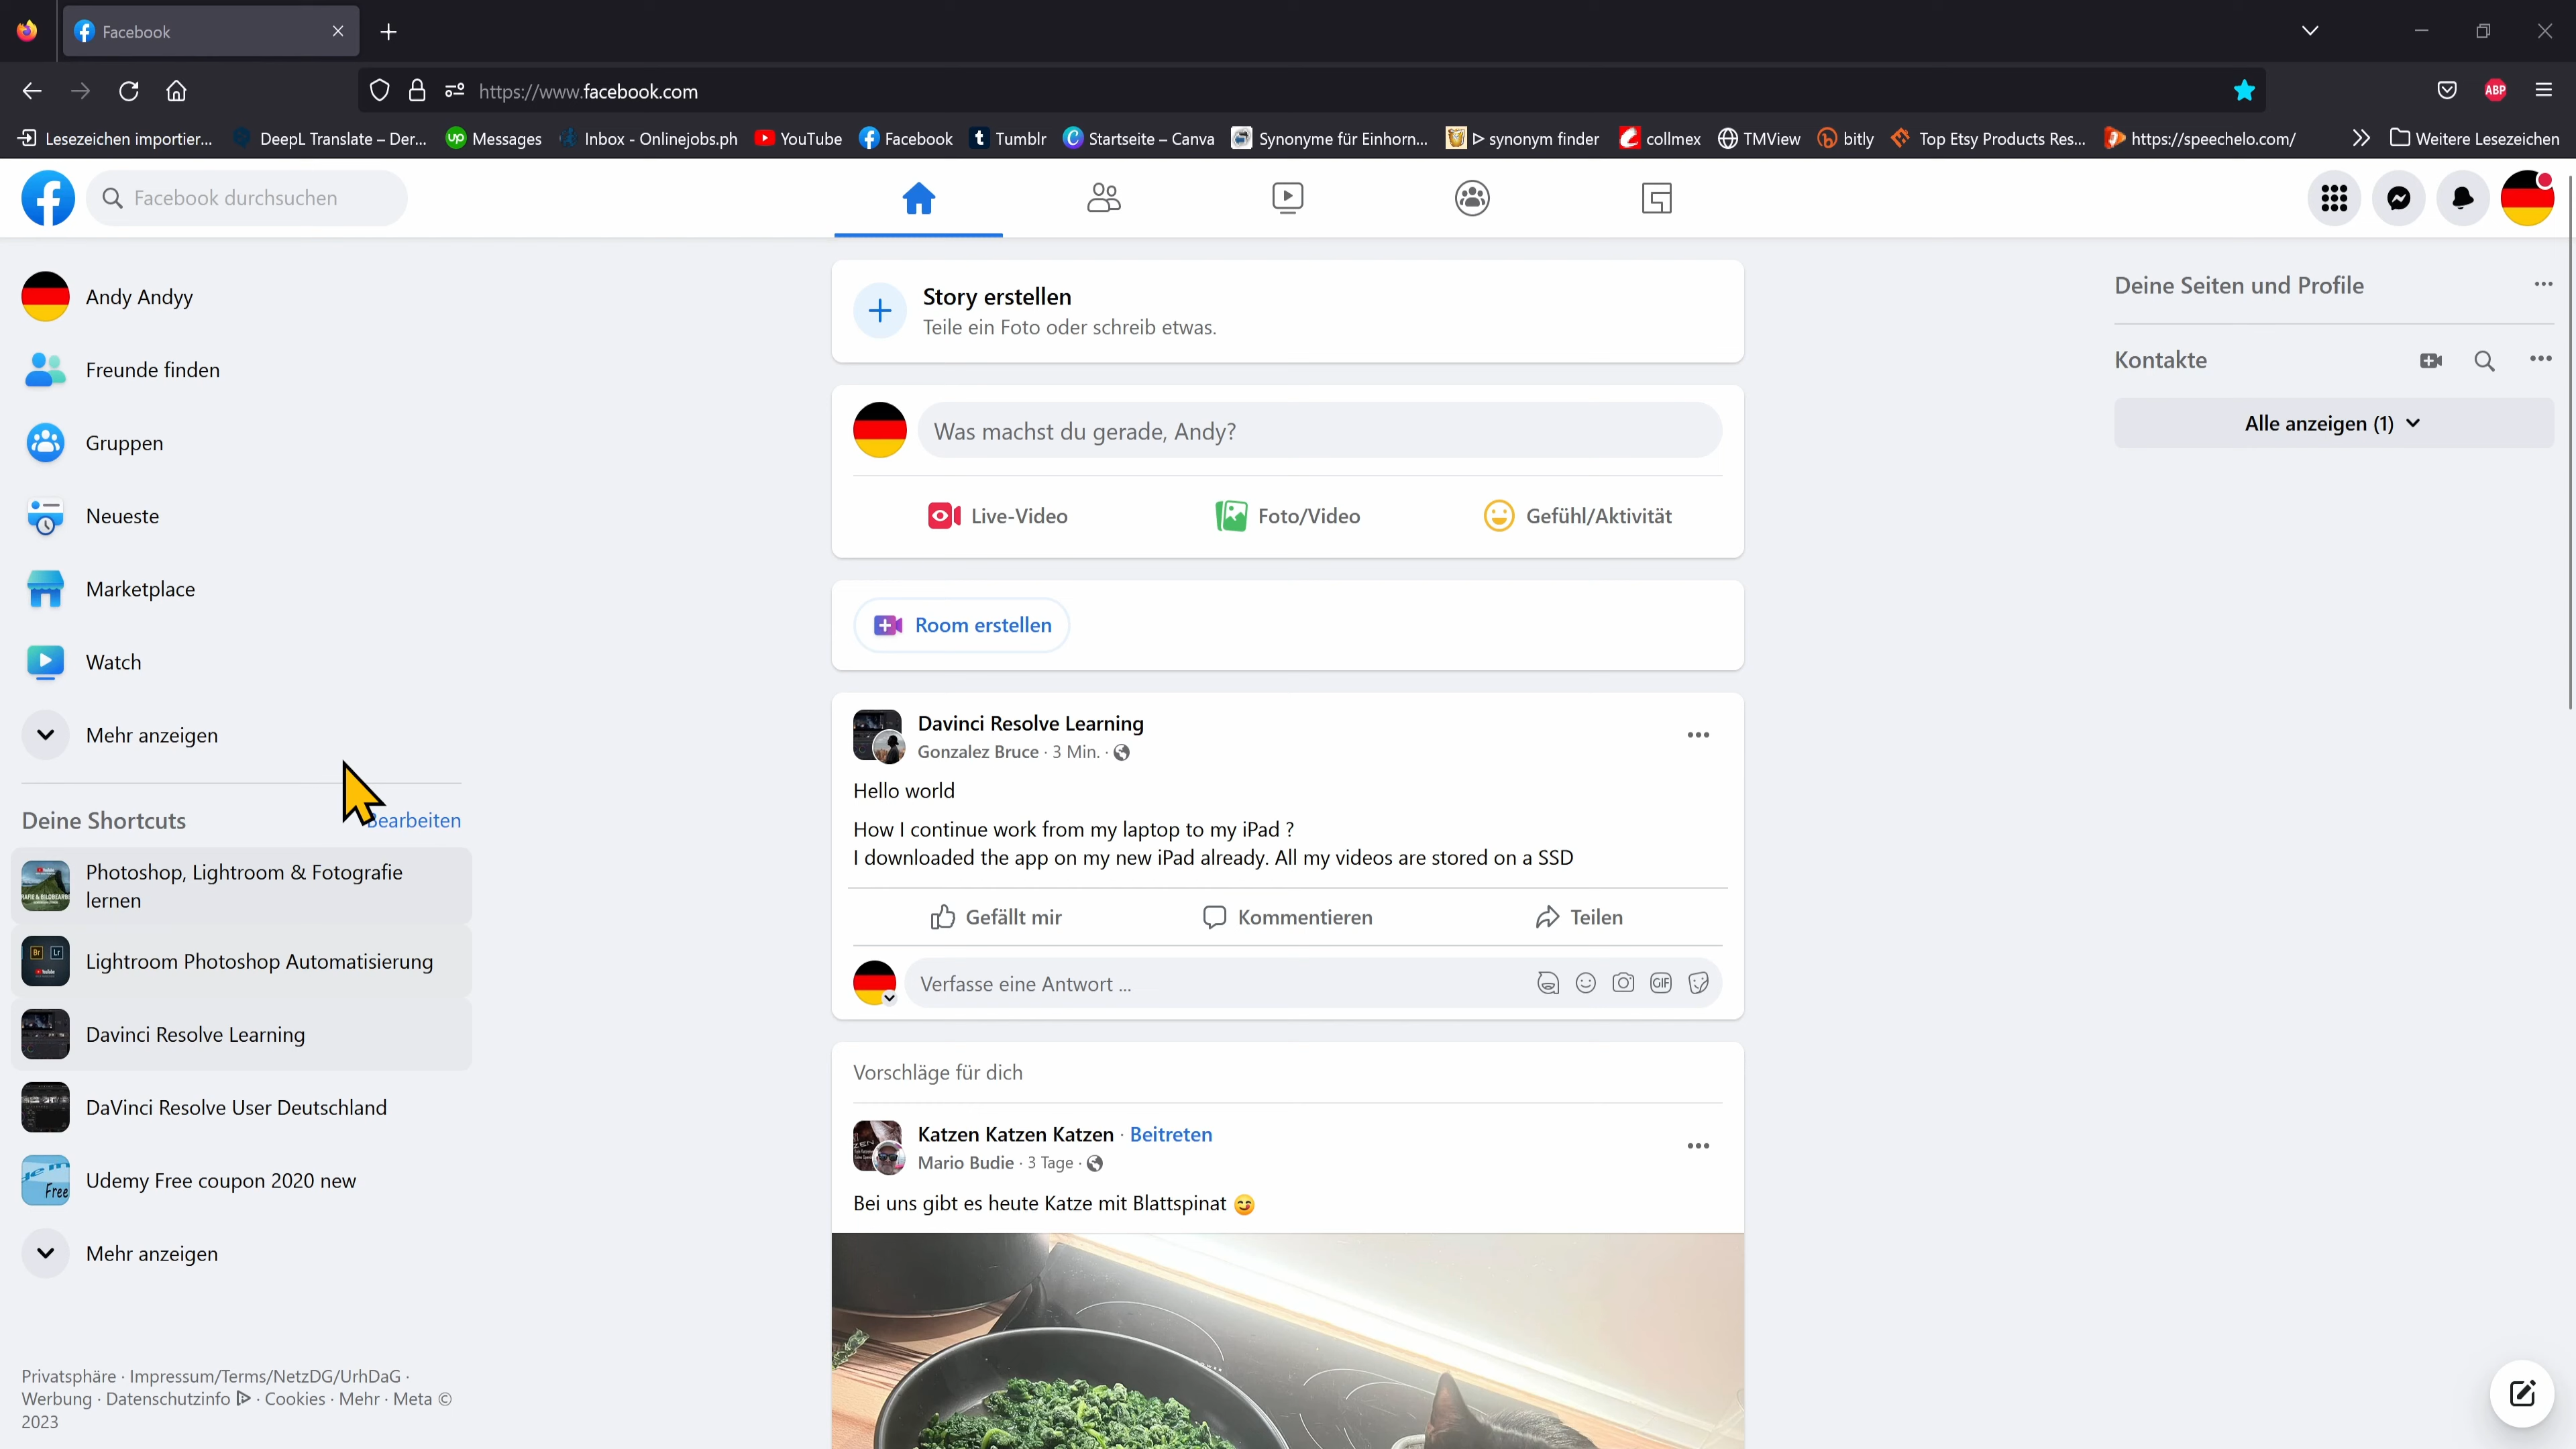 Facebook
https://www.facebook.com
Lesezeichen importier... DeepL Translate – Der... Messages Inbox - Onlinejobs.ph YouTube Facebook Tumblr Startseite – Canva Synonyme für Einhorn... ᐅ synonym finder collmex TMView bitly Top Etsy Products Res... https://speechelo.com/ Weitere Lesezeichen
ABP
Facebook durchsuchen
Andy Andyy
Freunde finden
Gruppen
Neueste
Marketplace
Watch
Mehr anzeigen
Deine Shortcuts
Bearbeiten
Photoshop, Lightroom & Fotografie
lernen
Lightroom Photoshop Automatisierung
Davinci Resolve Learning
DaVinci Resolve User Deutschland
Free
Udemy Free coupon 2020 new
Mehr anzeigen
Privatsphäre · Impressum/Terms/NetzDG/UrhDaG ·
Werbung · Datenschutzinfo · Cookies · Mehr · Meta ©
2023
Story erstellen
Teile ein Foto oder schreib etwas.
Was machst du gerade, Andy?
Live-Video Foto/Video Gefühl/Aktivität
Room erstellen
Davinci Resolve Learning
Gonzalez Bruce · 3 Min. ·
Hello world
How I continue work from my laptop to my iPad ?
I downloaded the app on my new iPad already. All my videos are stored on a SSD
Gefällt mir Kommentieren Teilen
Verfasse eine Antwort ...
GIF
Vorschläge für dich
Katzen Katzen Katzen · Beitreten
Mario Budie · 3 Tage ·
Bei uns gibt es heute Katze mit Blattspinat 😋
Deine Seiten und Profile
Kontakte
Alle anzeigen (1)